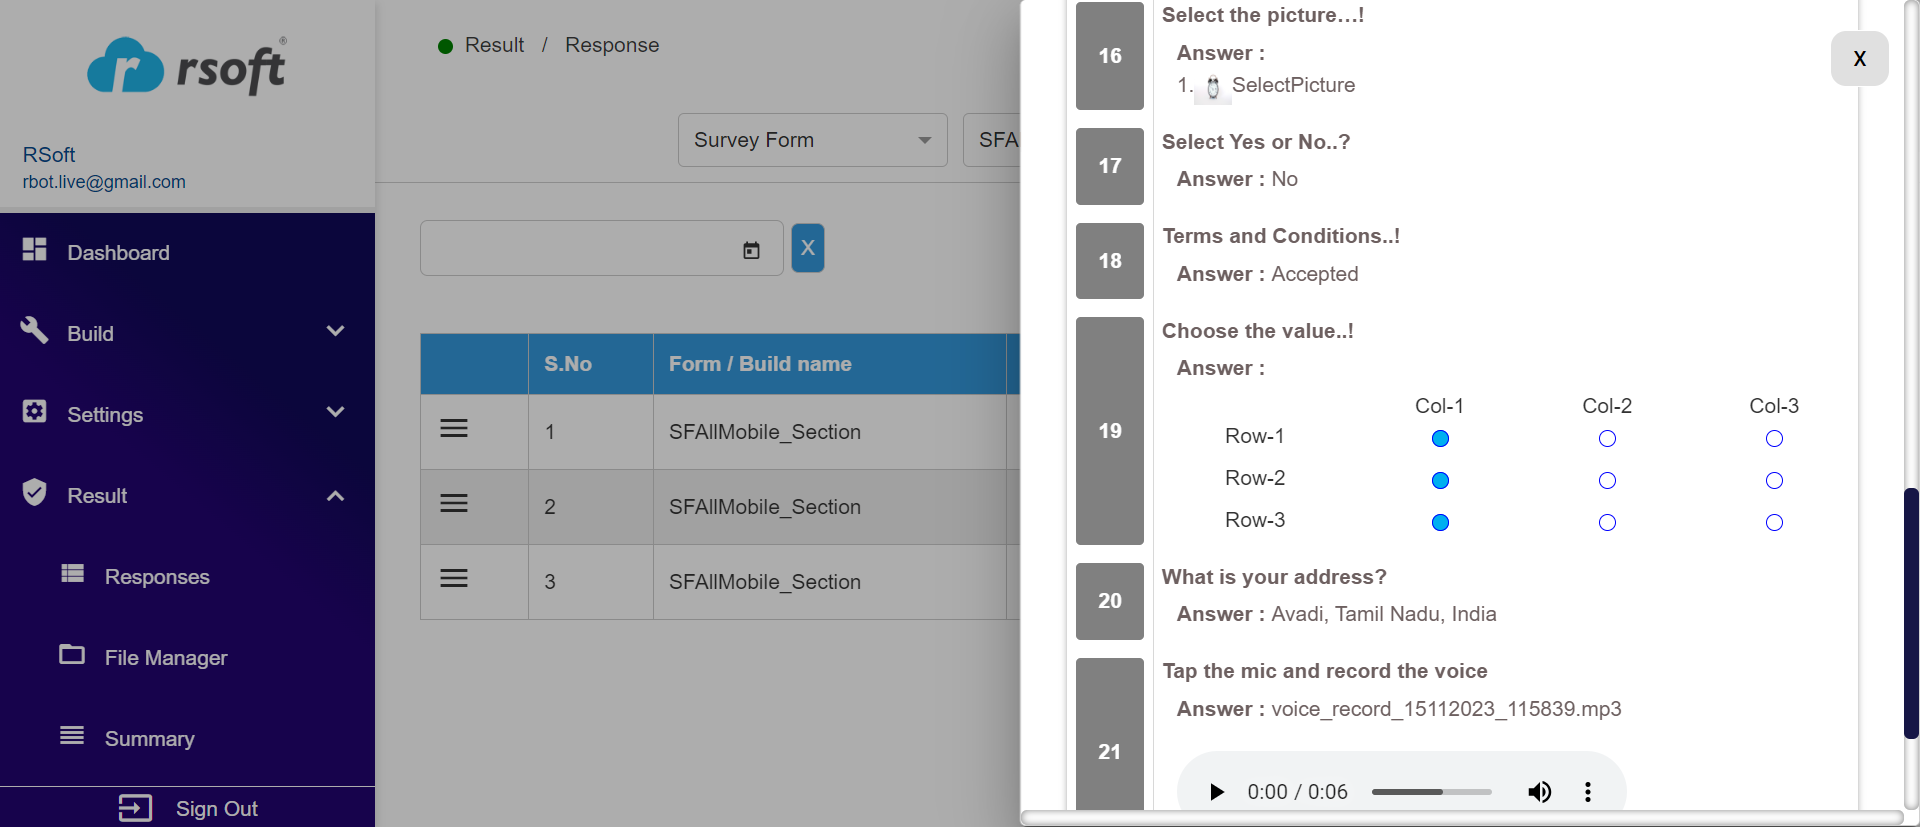 rsoft®
RSoft
rbot.live@gmail.com
Dashboard
Build
Settings
Result
Responses
File Manager
Summary
Sign Out
Result / Response
Survey Form
SFA
X
S.No
Form / Build name
1
SFAllMobile_Section
2
SFAllMobile_Section
3
SFAllMobile_Section
X
16
Select the picture...!
Answer :
1. SelectPicture
17
Select Yes or No..?
Answer : No
18
Terms and Conditions..!
Answer : Accepted
19
Choose the value..!
Answer :
Col-1 Col-2 Col-3
Row-1
Row-2
Row-3
20
What is your address?
Answer : Avadi, Tamil Nadu, India
21
Tap the mic and record the voice
Answer : voice_record_15112023_115839.mp3
0:00 / 0:06